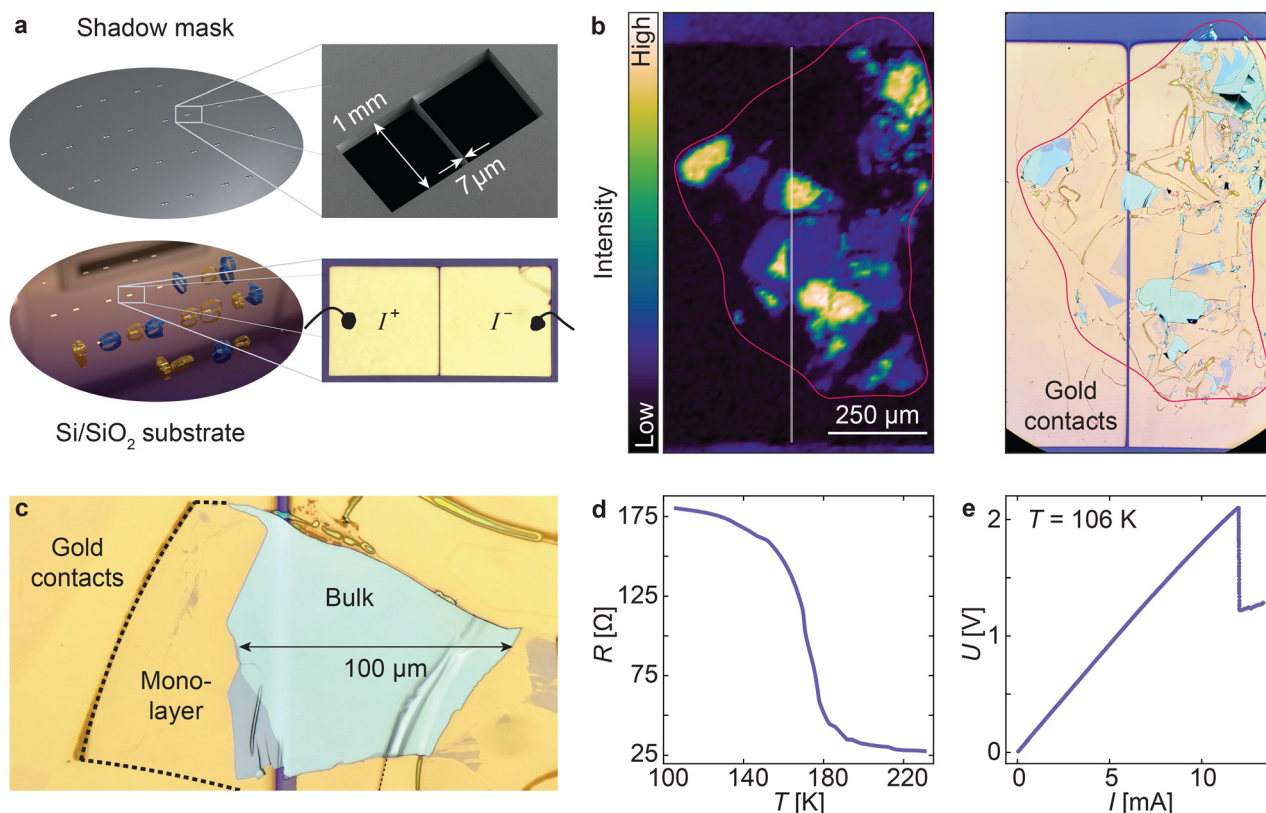 a
Shadow mask
1 mm
7 μm
I⁺
I⁻
Si/SiO₂ substrate
b
High
Intensity
Low
250 μm
Gold
contacts
c
Gold
contacts
Bulk
100 μm
Mono-
layer
d
175
125
75
25
R [Ω]
100
140
180
220
T [K]
e
T = 106 K
2
1
0
U [V]
0
5
10
I [mA]